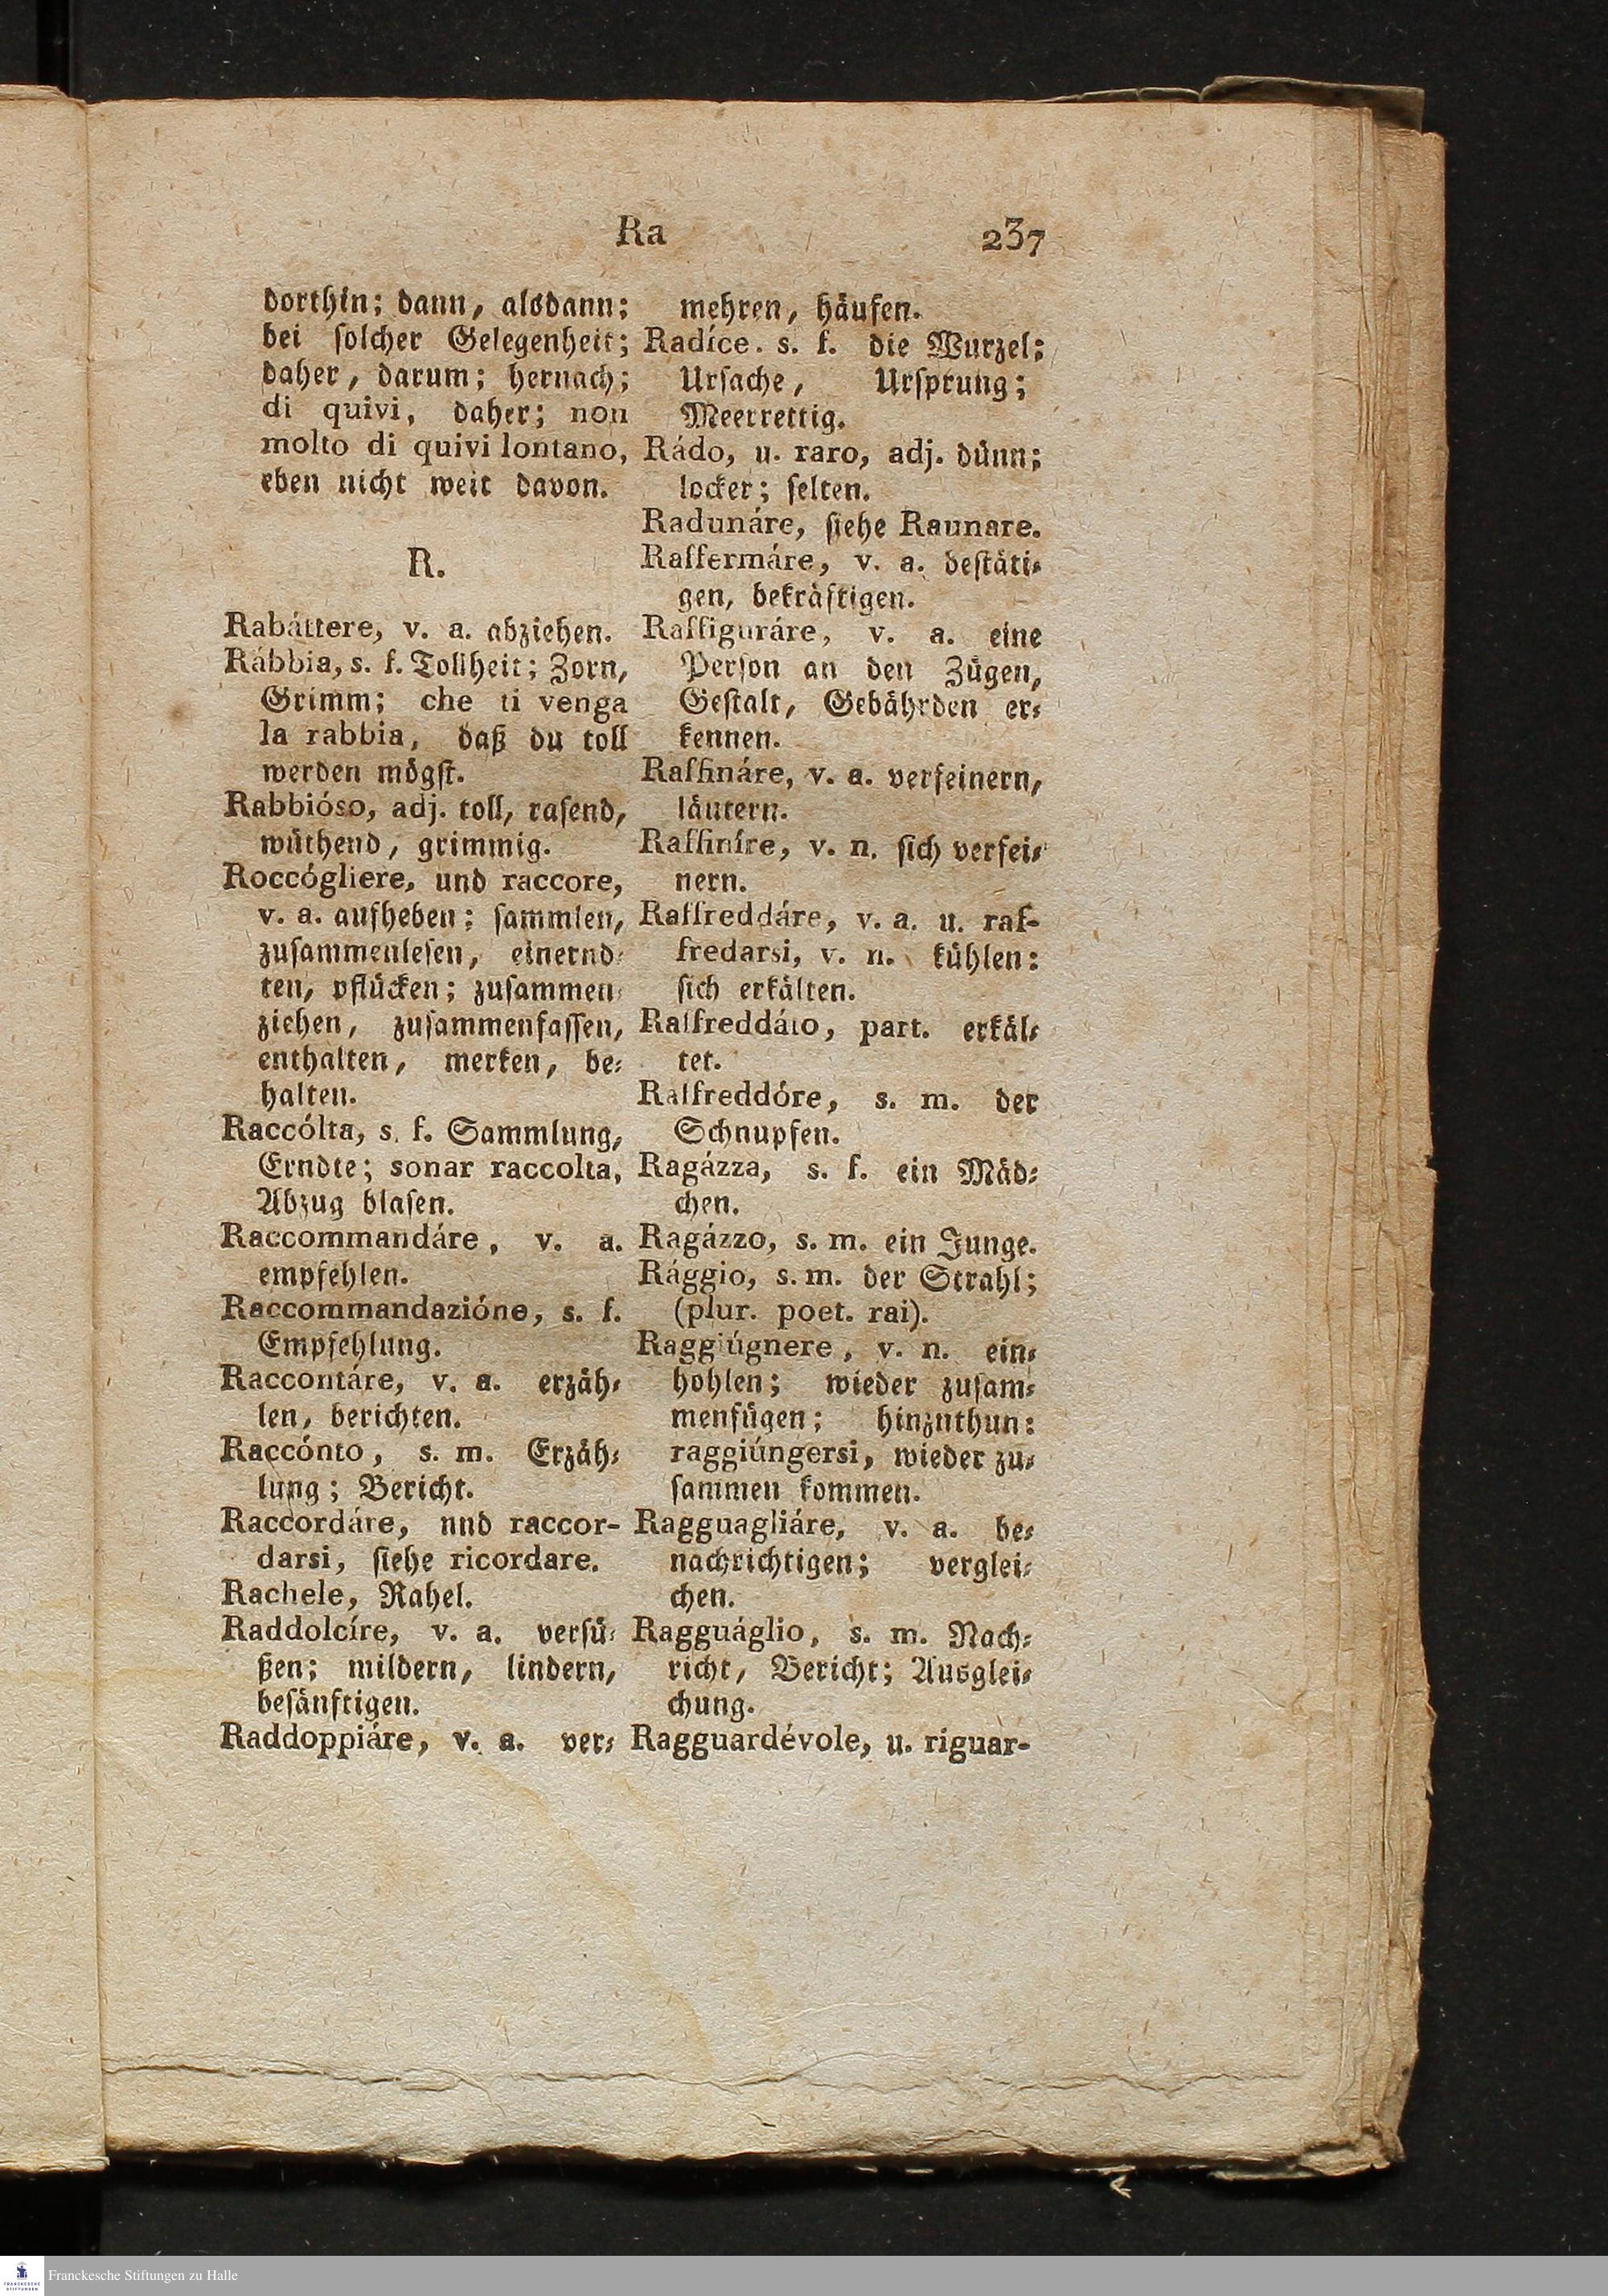 Ra
237
dorthin; dann, alsdann;
bei solcher Gelegenheit;
daher, darum; hernach;
di quivi, daher; non
molto di quivi lontano,
eben nicht weit davon.
R.
Rabáttere, v. a. abziehen.
Rábbia, s. f. Tollheit; Zorn,
Grimm; che ti venga
la rabbia, daß du toll
werden mögst.
Rabbióso, adj. toll, rasend,
wüthend, grimmig.
Roccógliere, und raccore,
v. a. aufheben; sammlen,
zusammenlesen, einernd-
ten, pflücken; zusammen-
ziehen, zusammenfassen,
enthalten, merken, be-
halten.
Raccólta, s. f. Sammlung,
Erndte; sonar raccolta,
Abzug blasen.
Raccommandáre, v. a.
empfehlen.
Raccommandazióne, s. f.
Empfehlung.
Raccontáre, v. a. erzäh-
len, berichten.
Raccónto, s. m. Erzäh-
lung; Bericht.
Raccordáre, nnd raccor-
darsi, siehe ricordare.
Rachele, Rahel.
Raddolcíre, v. a. versü-
ßen; mildern, lindern,
besänftigen.
Raddoppiáre, v. a. ver-
mehren, häufen.
Radíce. s. f. die Wurzel;
Ursache, Ursprung;
Meerrettig.
Rádo, u. raro, adj. dünn;
locker; selten.
Radunáre, siehe Raunare.
Raffermáre, v. a. destäti-
gen, bekräftigen.
Raffiguráre, v. a. eine
Person an den Zügen,
Gestalt, Gebährden er-
kennen.
Raffináre, v. a. verfeinern,
läutern.
Raffiníre, v. n. sich verfei-
nern.
Raffreddáre, v. a. u. raf-
fredarsi, v. n. kühlen:
sich erkälten.
Raffreddáto, part. erkäl-
tet.
Raffreddóre, s. m. der
Schnupfen.
Ragázza, s. f. ein Mäd-
chen.
Ragázzo, s. m. ein Junge.
Rággio, s. m. der Strahl;
(plur. poet. rai).
Raggiúgnere, v. n. ein-
hohlen; wieder zusam-
menfügen; hinznthun:
raggiúngersi, wieder zu-
sammen kommen.
Ragguagliáre, v. a. be-
nachrichtigen; verglei-
chen.
Ragguáglio, s. m. Nach-
richt, Bericht; Ausglei-
chung.
Ragguardévole, u. riguar-
FRANCKESCHE
STIFTUNGEN
Franckesche Stiftungen zu Halle